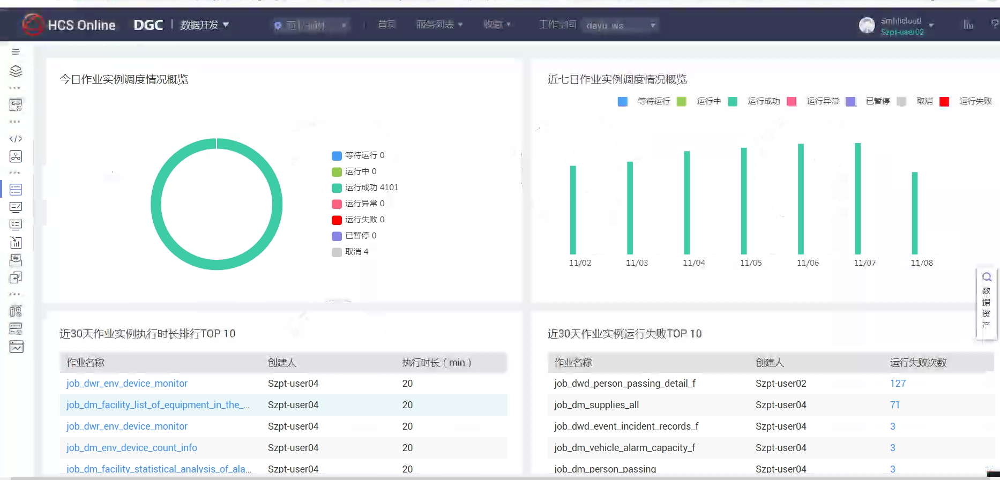 HCS Online DGC 数据开发 首页 服务列表 收藏 工作空间 dayu_ws
Szpt-user02
今日作业实例调度情况概览
等待运行 0
运行中 0
运行成功 4101
运行异常 0
运行失败 0
已暂停 0
取消 4
近七日作业实例调度情况概览
等待运行 运行中 运行成功 运行异常 已暂停 取消 运行失败
11/02 11/03 11/04 11/05 11/06 11/07 11/08
数
据
资
产
近30天作业实例执行时长排行TOP 10
作业名称 创建人 执行时长 ( min )
job_dwr_env_device_monitor Szpt-user04 20
job_dm_facility_list_of_equipment_in_the_... Szpt-user04 20
job_dwr_env_device_monitor Szpt-user04 20
job_dm_env_device_count_info Szpt-user04 20
job_dm_facility_statistical_analysis_of_ala... Szpt-user04 20
近30天作业实例运行失败TOP 10
作业名称 创建人 运行失败次数
job_dwd_person_passing_detail_f Szpt-user02 127
job_dm_supplies_all Szpt-user04 71
job_dwd_event_incident_records_f Szpt-user04 3
job_dm_vehicle_alarm_capacity_f Szpt-user04 3
job_dm_person_passing Szpt-user04 3